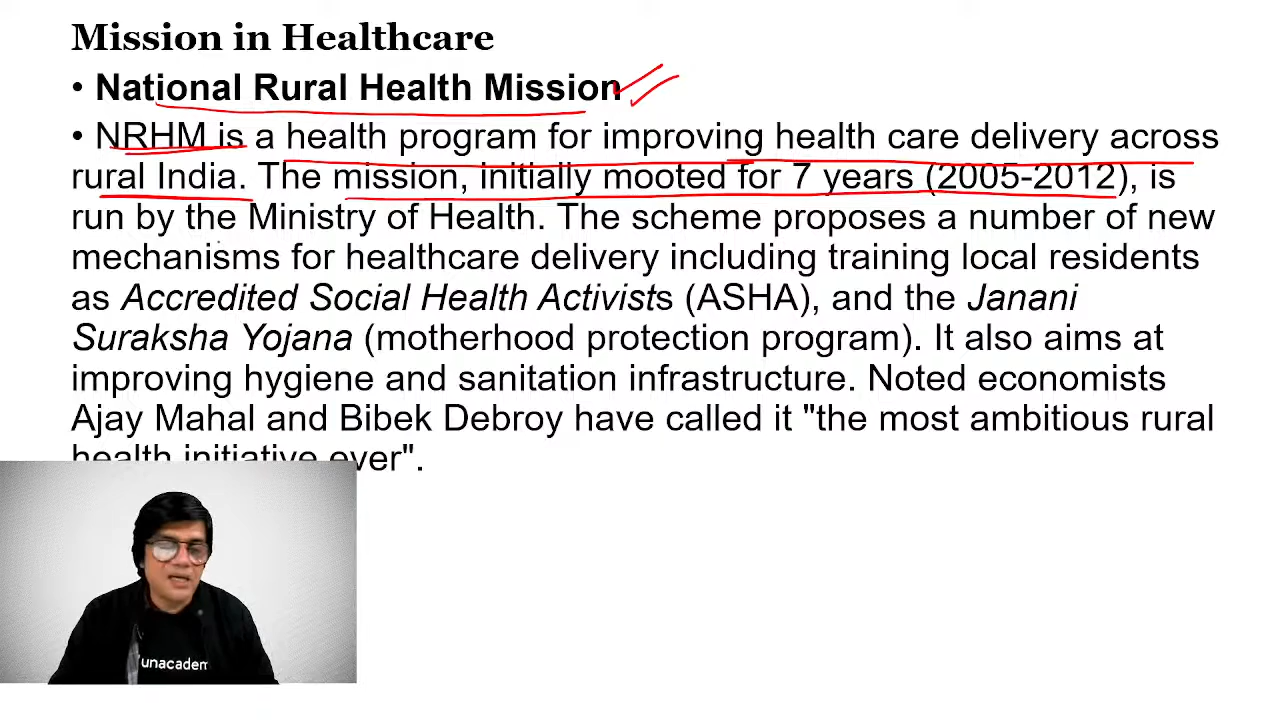 Mission in Healthcare
• National Rural Health Mission
• NRHM is a health program for improving health care delivery across
rural India. The mission, initially mooted for 7 years (2005-2012), is
run by the Ministry of Health. The scheme proposes a number of new
mechanisms for healthcare delivery including training local residents
as Accredited Social Health Activists (ASHA), and the Janani
Suraksha Yojana (motherhood protection program). It also aims at
improving hygiene and sanitation infrastructure. Noted economists
Ajay Mahal and Bibek Debroy have called it "the most ambitious rural
health initiative ever".
unacadem